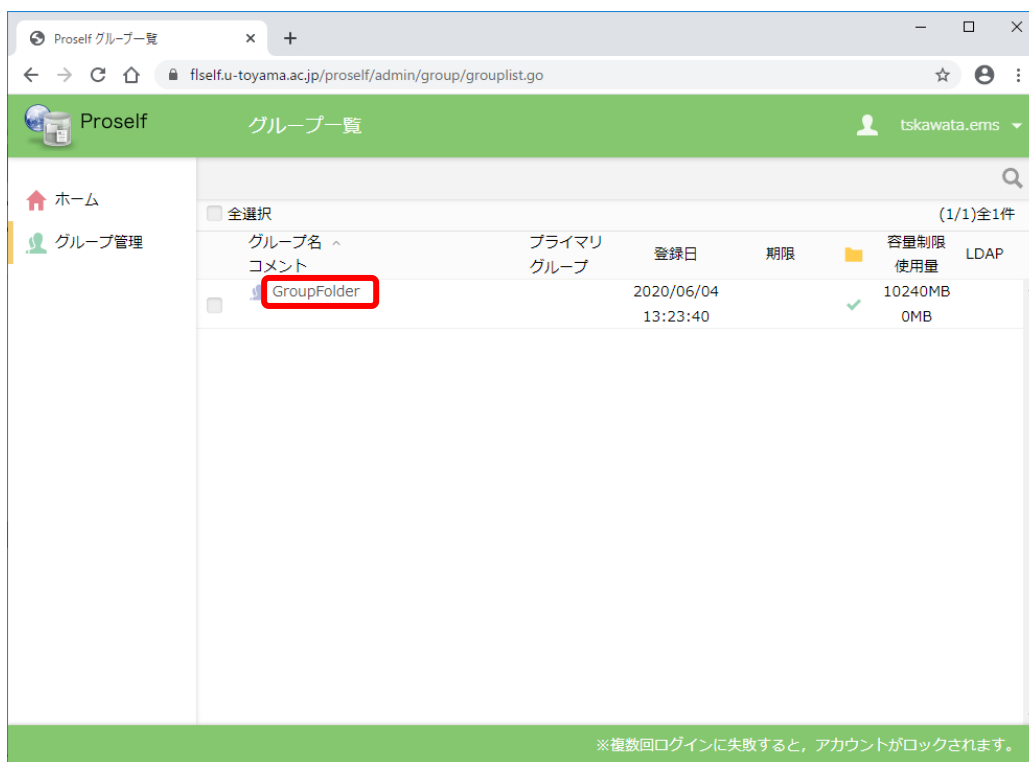 Proself グループ一覧
flself.u-toyama.ac.jp/proself/admin/group/grouplist.go
Proself グループ一覧 tskawata.ems
ホーム
グループ管理
全選択 (1/1)全1件
グループ名 プライマリ 登録日 期限 容量制限 LDAP
コメント グループ 使用量
GroupFolder 2020/06/04 10240MB
13:23:40 0MB
※複数回ログインに失敗すると，アカウントがロックされます。